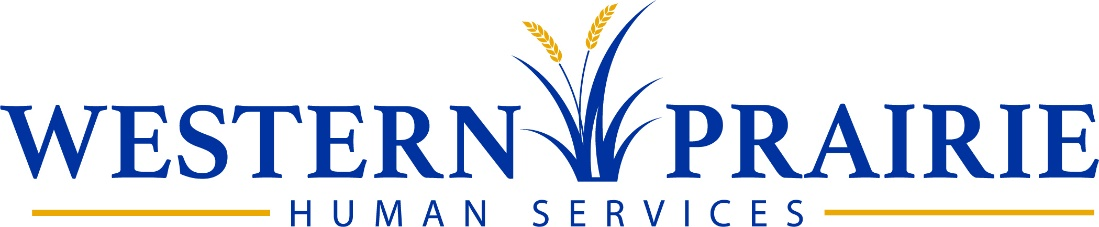 WESTERN PRAIRIE
HUMAN SERVICES